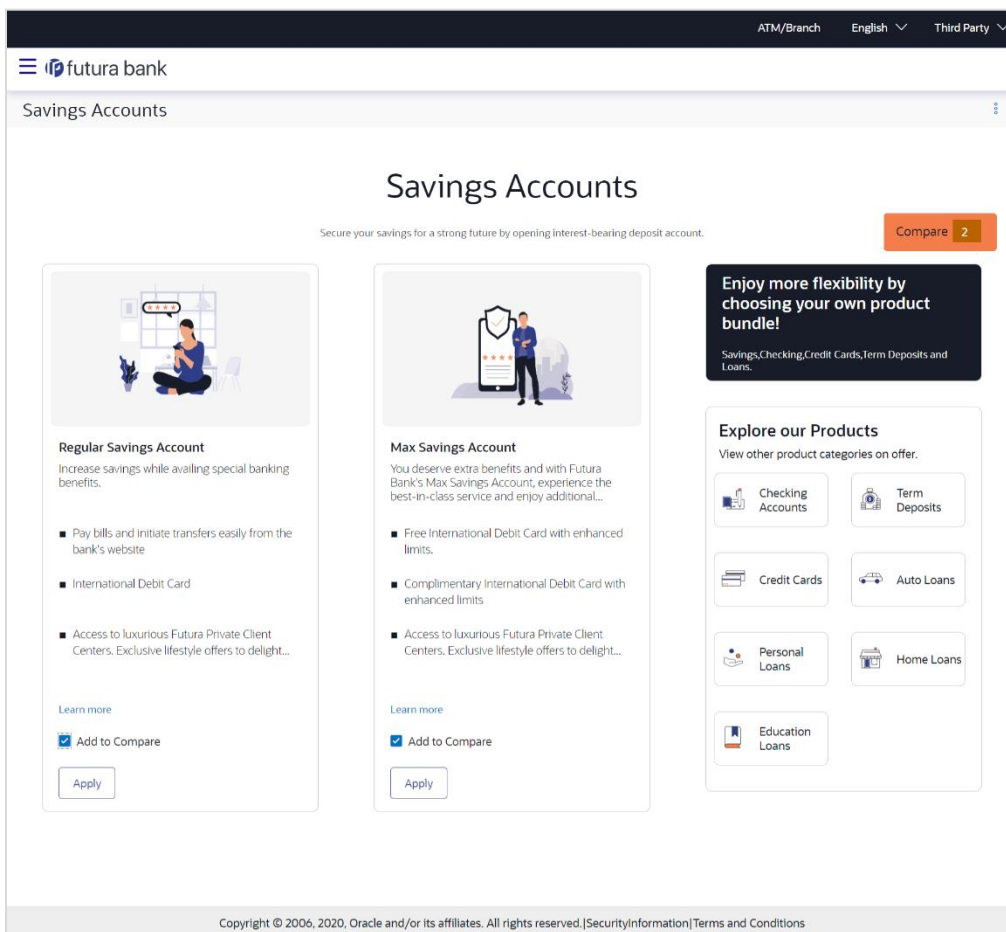 ATM/Branch English Third Party
futura bank
Savings Accounts
Savings Accounts
Secure your savings for a strong future by opening interest-bearing deposit account.
Compare 2
Regular Savings Account
Increase savings while availing special banking
benefits.
■ Pay bills and initiate transfers easily from the
bank's website
■ International Debit Card
■ Access to luxurious Futura Private Client
Centers. Exclusive lifestyle offers to delight...
Learn more
Add to Compare
Apply
Max Savings Account
You deserve extra benefits and with Futura
Bank's Max Savings Account, experience the
best-in-class service and enjoy additional...
■ Free International Debit Card with enhanced
limits.
■ Complimentary International Debit Card with
enhanced limits
■ Access to luxurious Futura Private Client
Centers. Exclusive lifestyle offers to delight...
Learn more
Add to Compare
Apply
Enjoy more flexibility by
choosing your own product
bundle!
Savings,Checking,Credit Cards,Term Deposits and
Loans.
Explore our Products
View other product categories on offer.
Checking
Accounts
Term
Deposits
Credit Cards
Auto Loans
Personal
Loans
Home Loans
Education
Loans
Copyright © 2006, 2020, Oracle and/or its affiliates. All rights reserved.|SecurityInformation|Terms and Conditions